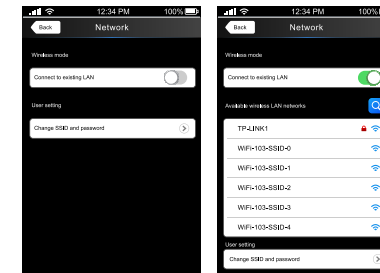 12:34 PM 100%
Back Network
Wireless mode
Connect to existing LAN
User setting
Change SSID and password
12:34 PM 100%
Back Network
Wireless mode
Connect to existing LAN
Available wireless LAN networks
TP-LINK1
WiFi-103-SSID-0
WiFi-103-SSID-1
WiFi-103-SSID-2
WiFi-103-SSID-3
WiFi-103-SSID-4
User setting
Change SSID and password